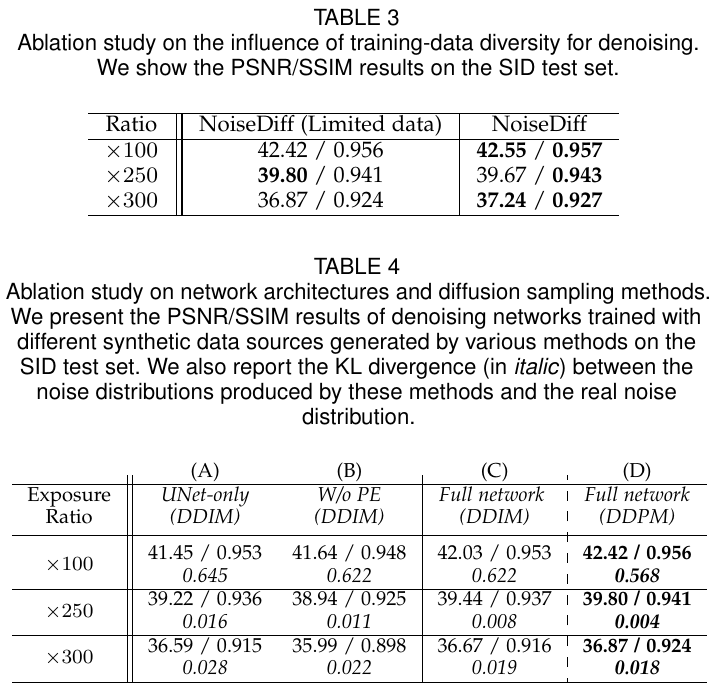 TABLE 3
Ablation study on the influence of training-data diversity for denoising.
We show the PSNR/SSIM results on the SID test set.
Ratio NoiseDiff (Limited data) NoiseDiff
×100 42.42 / 0.956 42.55 / 0.957
×250 39.80 / 0.941 39.67 / 0.943
×300 36.87 / 0.924 37.24 / 0.927
TABLE 4
Ablation study on network architectures and diffusion sampling methods.
We present the PSNR/SSIM results of denoising networks trained with
different synthetic data sources generated by various methods on the
SID test set. We also report the KL divergence (in italic) between the
noise distributions produced by these methods and the real noise
distribution.
(A) (B) (C) (D)
Exposure UNet-only W/o PE Full network Full network
Ratio (DDIM) (DDIM) (DDIM) (DDPM)
×100 41.45 / 0.953 41.64 / 0.948 42.03 / 0.953 42.42 / 0.956
0.645 0.622 0.622 0.568
×250 39.22 / 0.936 38.94 / 0.925 39.44 / 0.937 39.80 / 0.941
0.016 0.011 0.008 0.004
×300 36.59 / 0.915 35.99 / 0.898 36.67 / 0.916 36.87 / 0.924
0.028 0.022 0.019 0.018